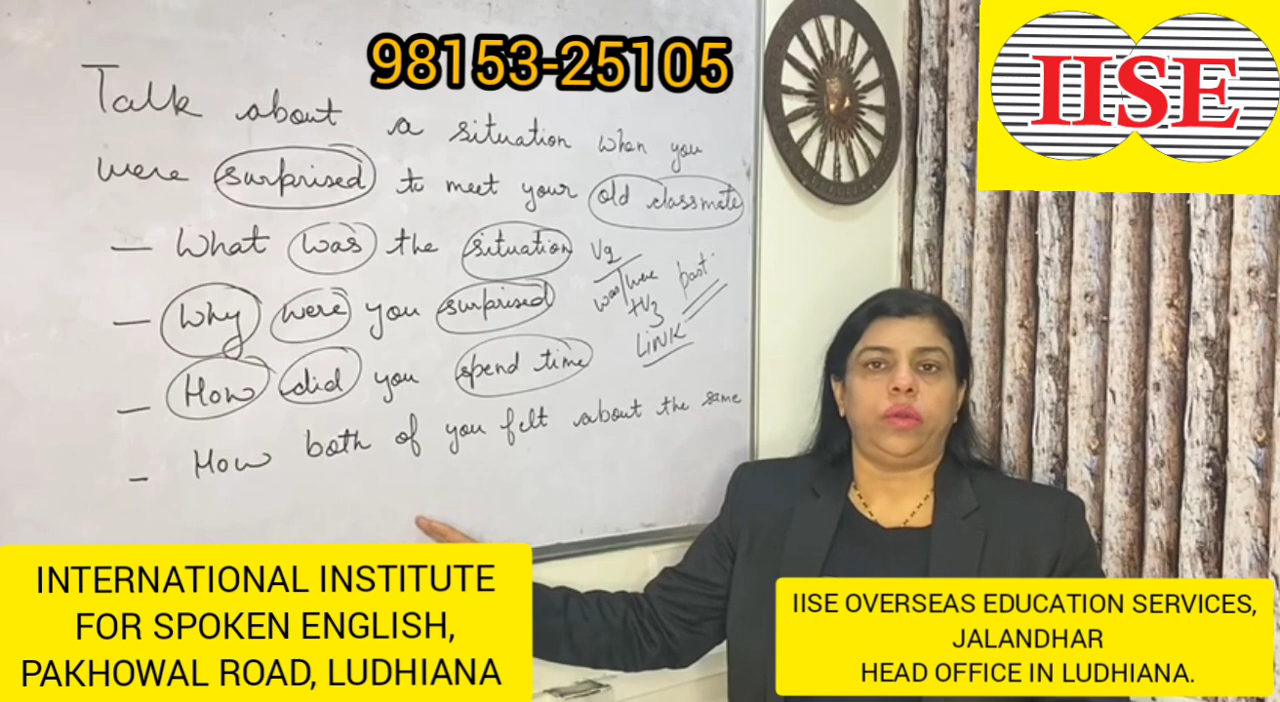 98153-25105
IISE
Talk about a situation when you
were surprised to meet your old classmate
— What was the situation
— Why were you surprised
— How did you spend time
— How both of you felt about the same
V2
was/were past
+V3
LINK
INTERNATIONAL INSTITUTE
FOR SPOKEN ENGLISH,
PAKHOWAL ROAD, LUDHIANA
IISE OVERSEAS EDUCATION SERVICES,
JALANDHAR
HEAD OFFICE IN LUDHIANA.